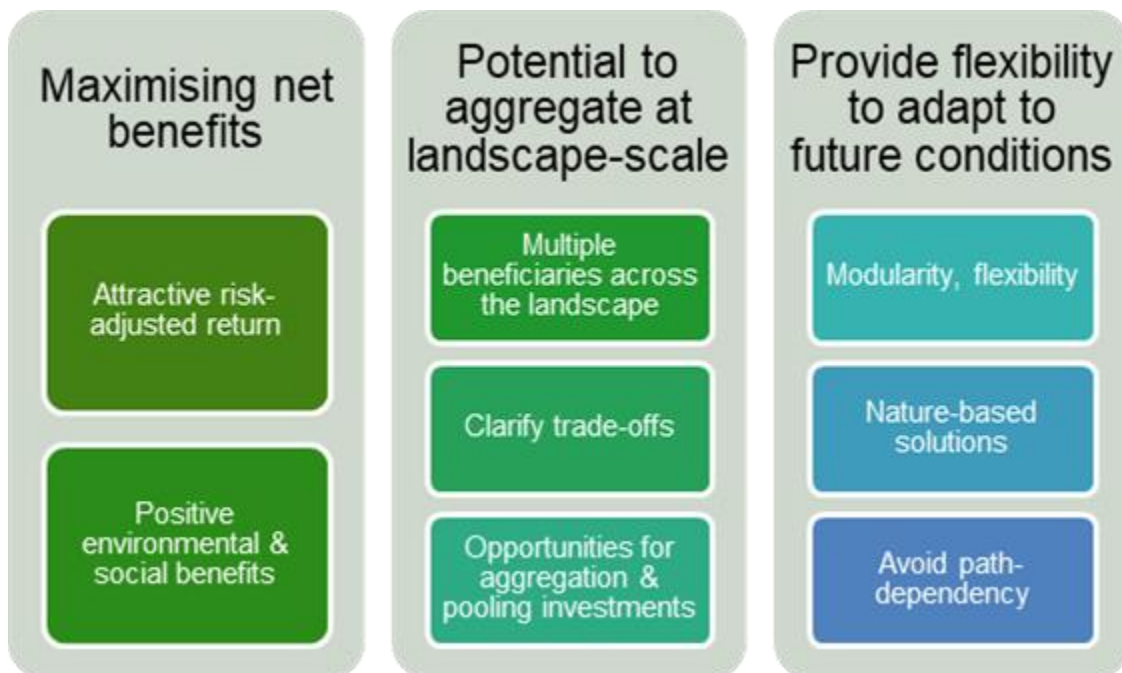 Maximising net
benefits
Attractive risk-
adjusted return
Positive
environmental &
social benefits
Potential to
aggregate at
landscape-scale
Multiple
beneficiaries across
the landscape
Clarify trade-offs
Opportunities for
aggregation &
pooling investments
Provide flexibility
to adapt to
future conditions
Modularity, flexibility
Nature-based
solutions
Avoid path-
dependency